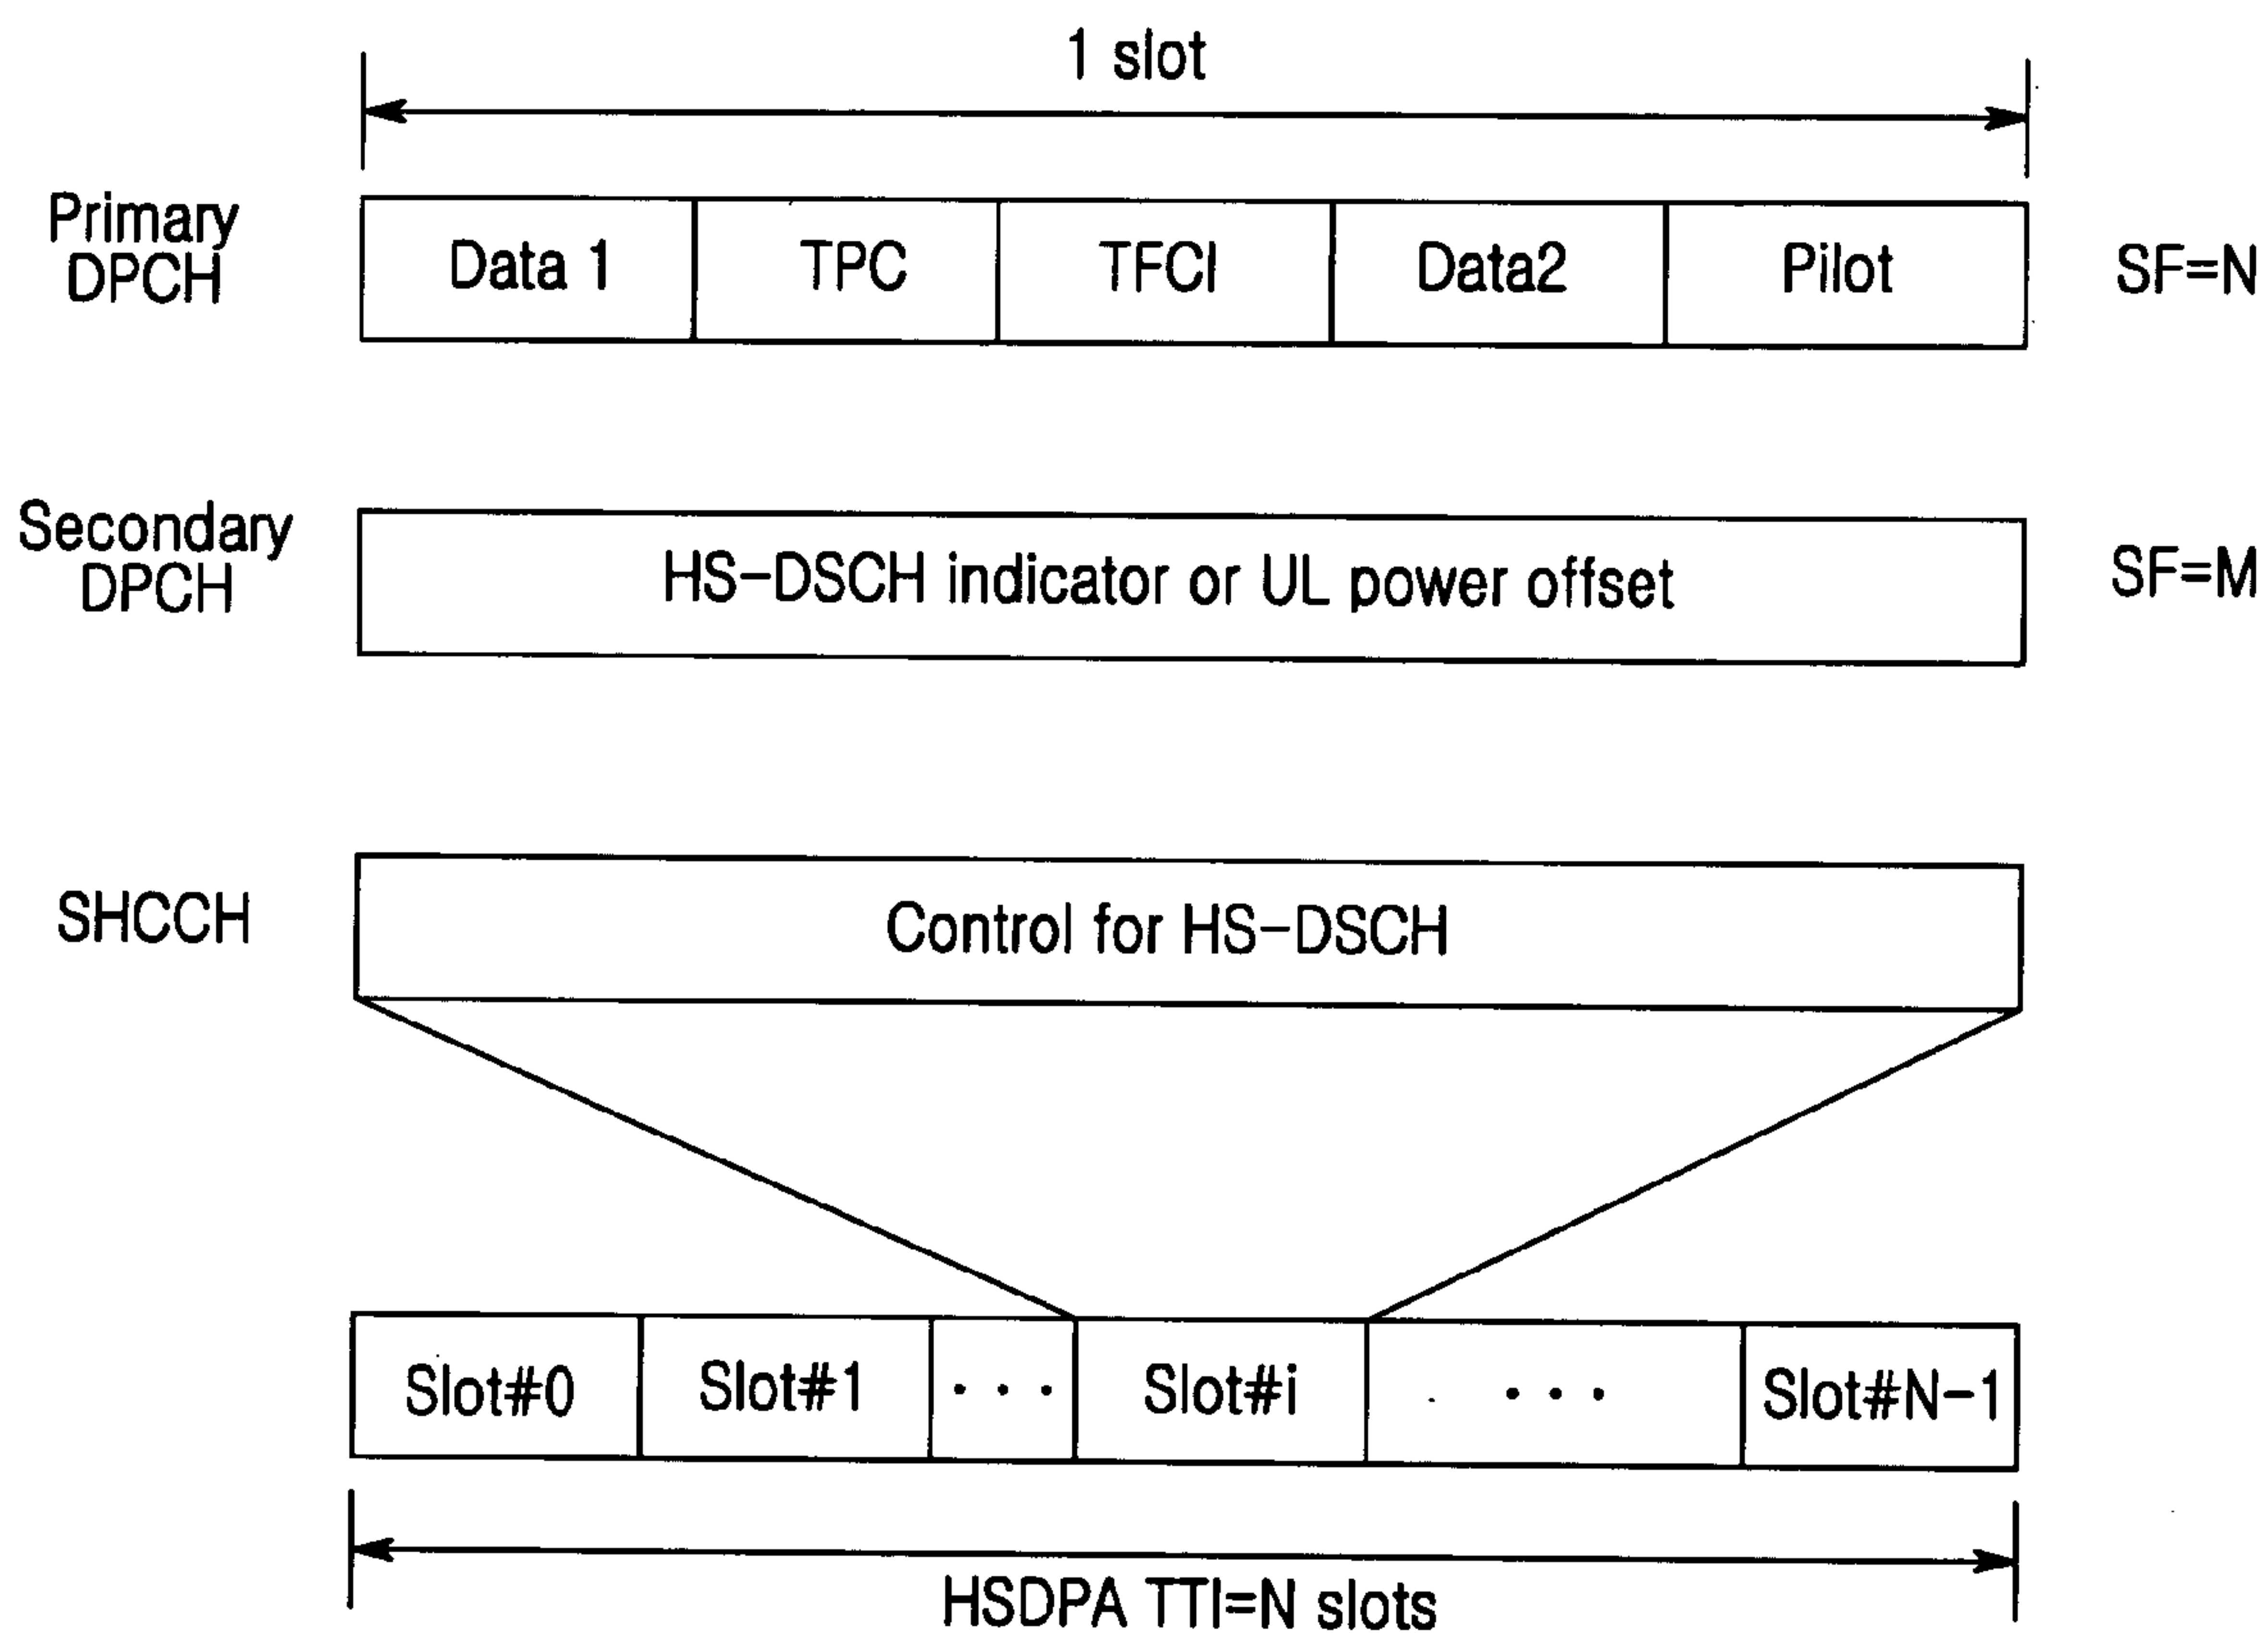 1 slot
Primary
DPCH
Data 1
TPC
TFCI
Data2
Pilot
SF=N
Secondary
DPCH
HS-DSCH indicator or UL power offset
SF=M
SHCCH
Control for HS-DSCH
Slot#0
Slot#1
...
Slot#i
...
Slot#N-1
HSDPA TTI=N slots